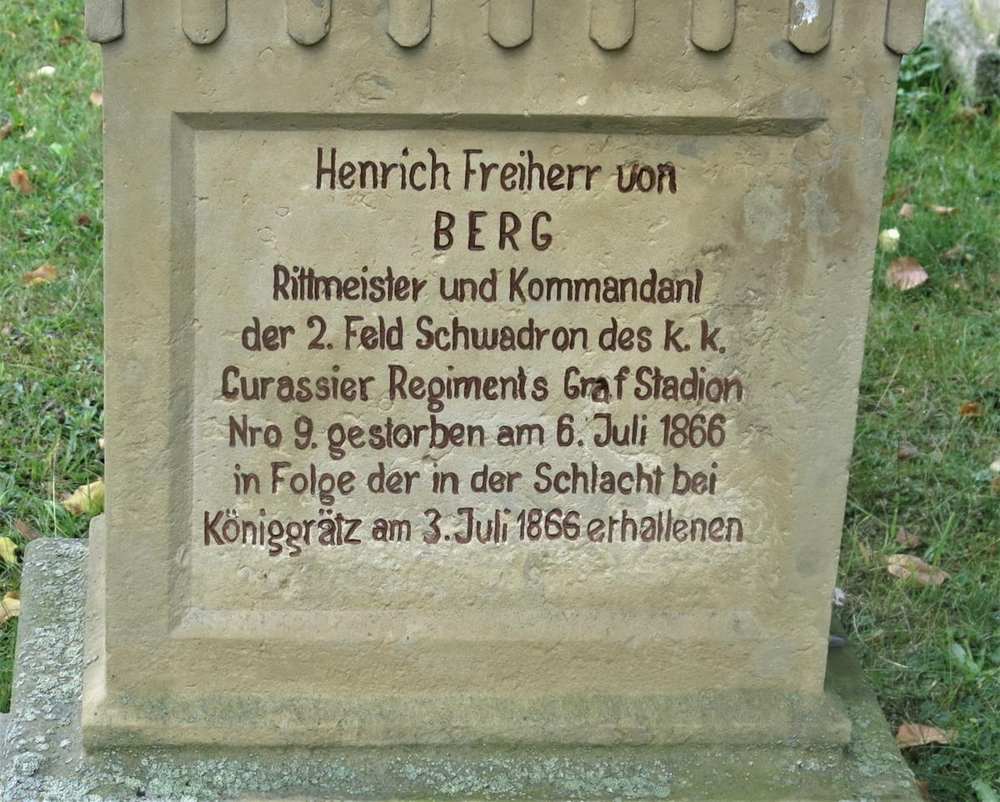 Henrich Freiherr von
BERG
Rittmeister und Kommandant
der 2. Feld Schwadron des k. k.
Curassier Regiments Graf Stadion
Nro 9. gestorben am 6. Juli 1866
in Folge der in der Schlacht bei
Königgrätz am 3. Juli 1866 erhallenen